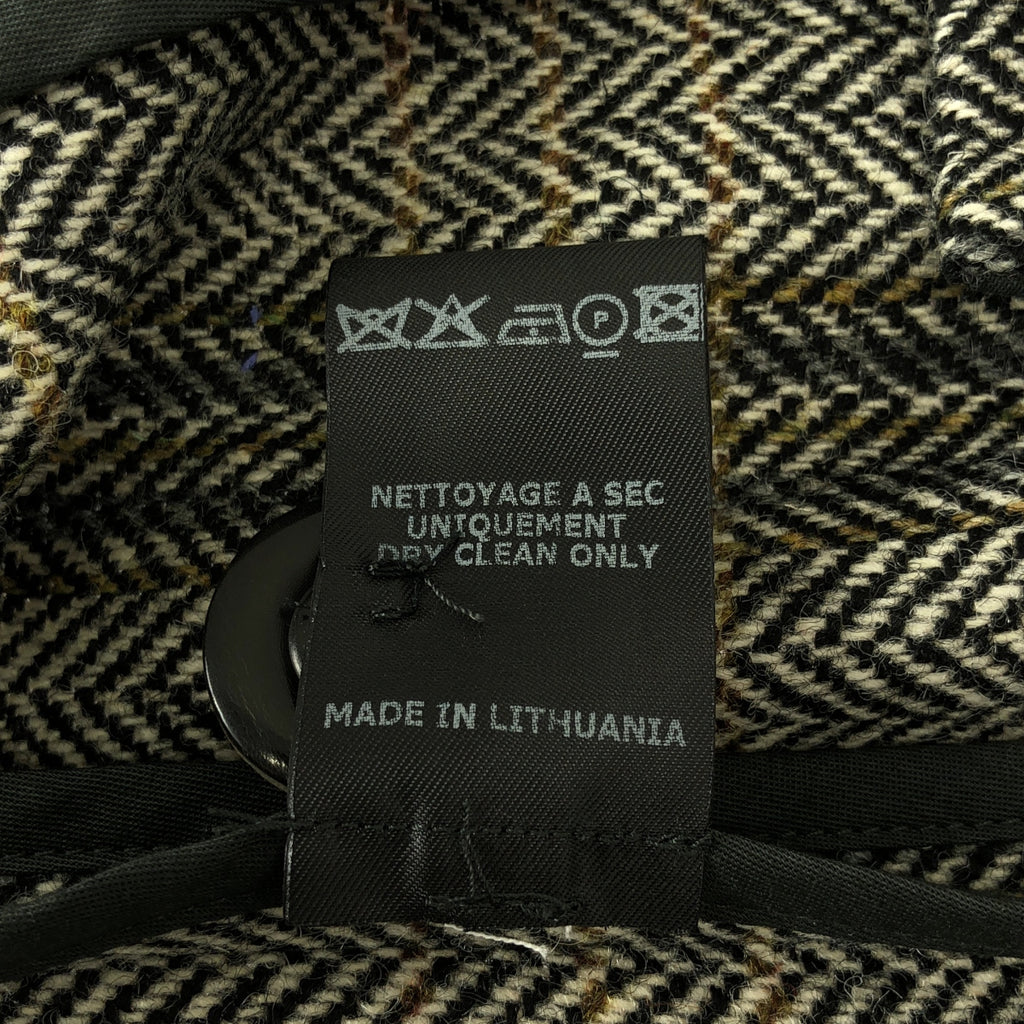 P
NETTOYAGE A SEC
UNIQUEMENT
DRY CLEAN ONLY
MADE IN LITHUANIA